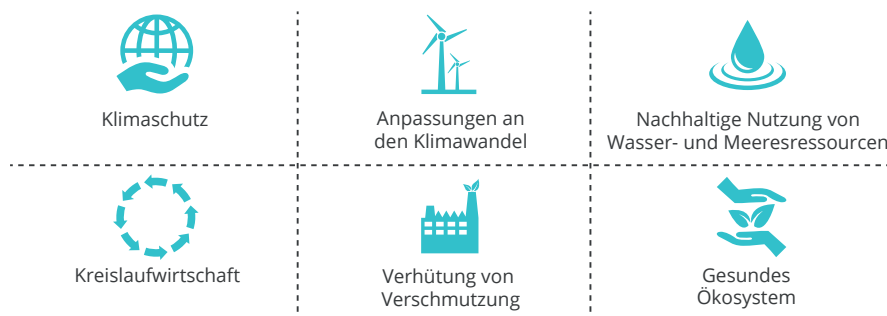 Klimaschutz
Anpassungen an
den Klimawandel
Nachhaltige Nutzung von
Wasser- und Meeresressourcen
Kreislaufwirtschaft
Verhütung von
Verschmutzung
Gesundes
Ökosystem